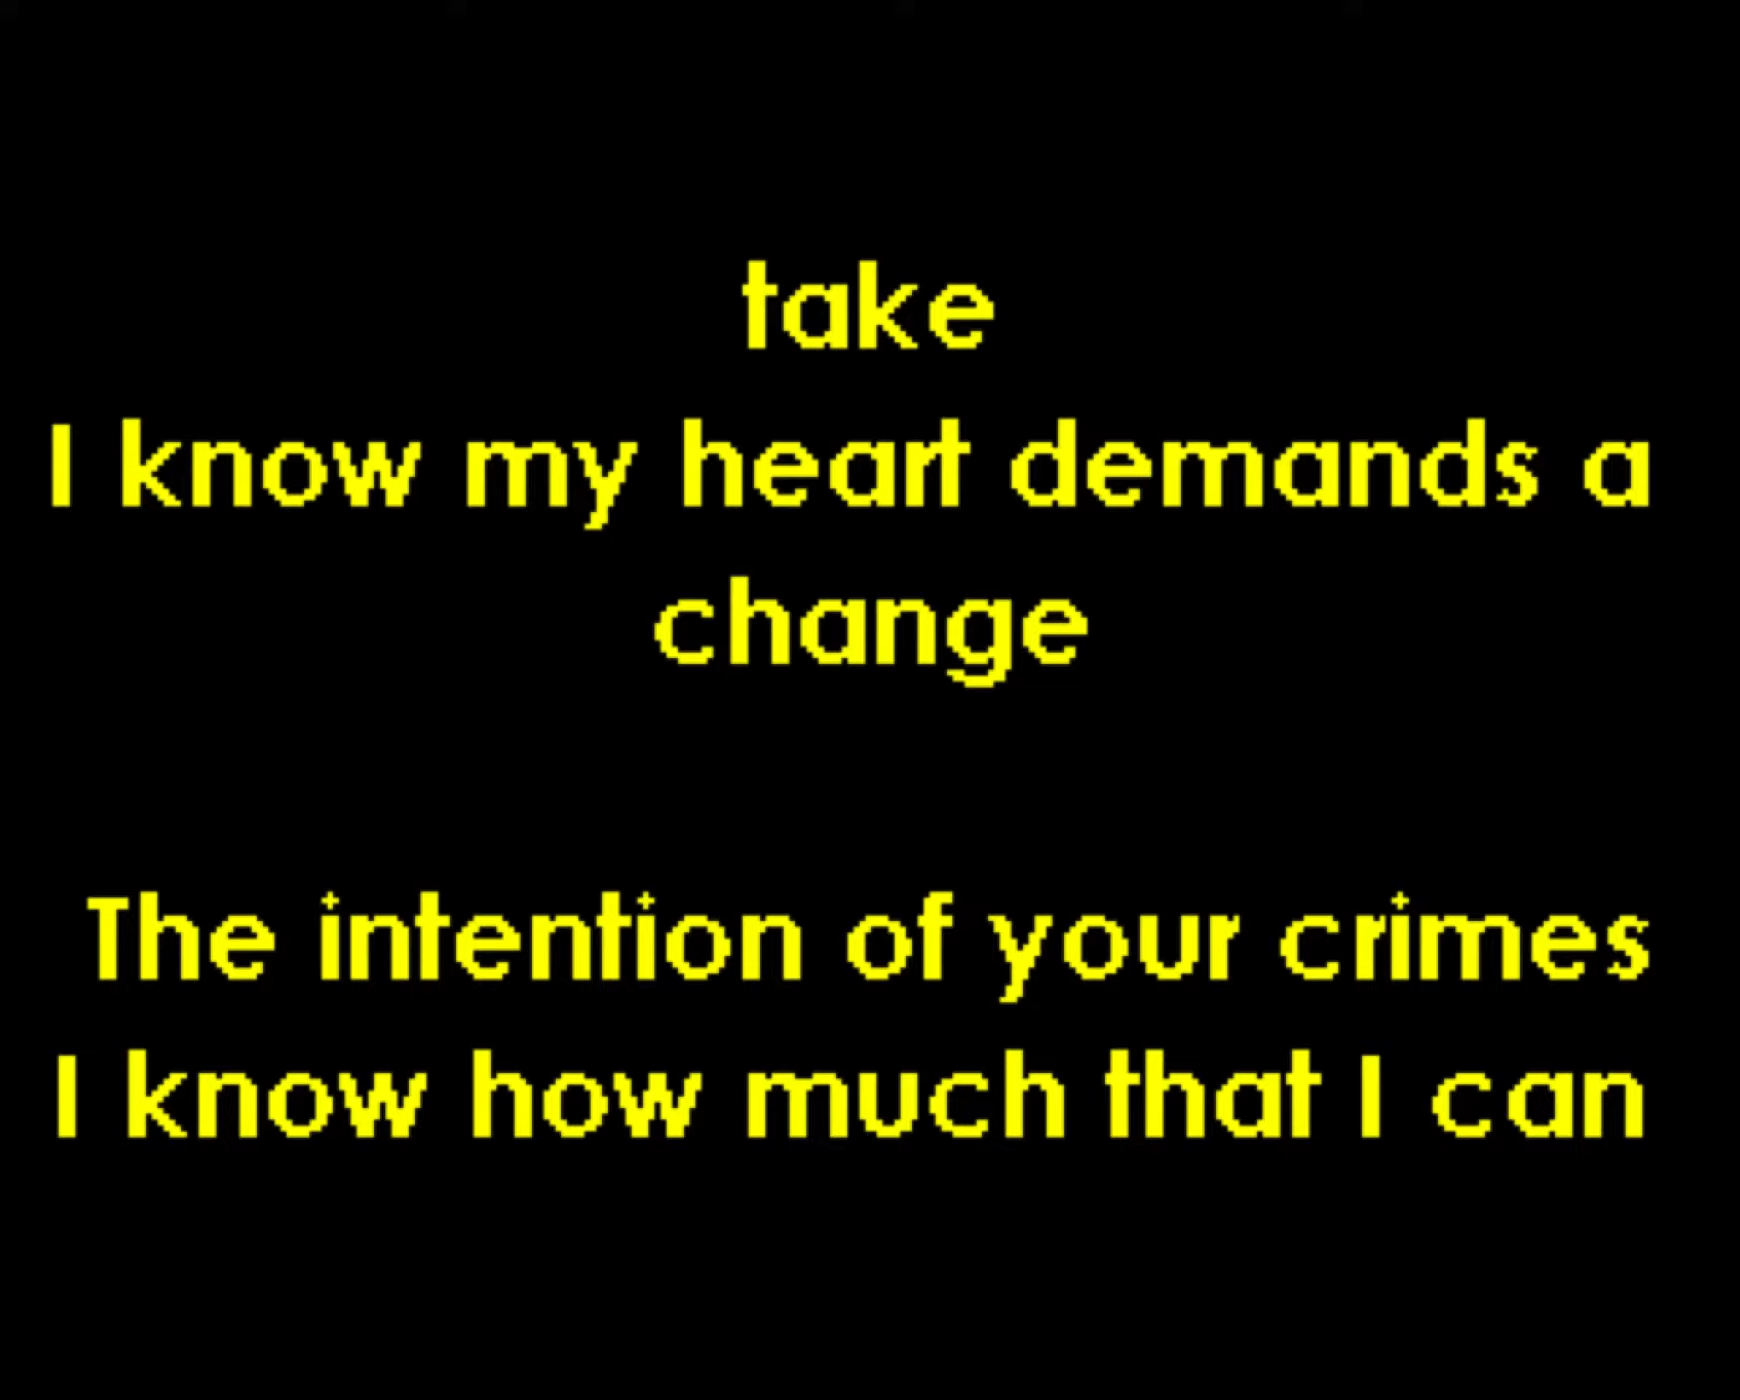 take
I know my heart demands a
change
The intention of your crimes
I know how much that I can